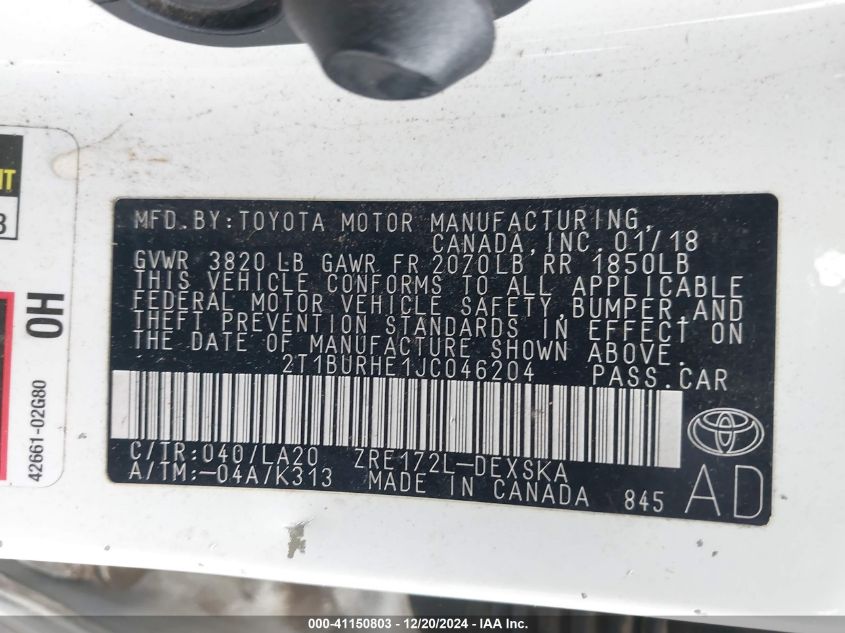 MFD.BY:TOYOTA MOTOR MANUFACTURING,
CANADA,INC. 01/18
GVWR 3820 LB GAWR FR 2070LB RR 1850LB
THIS VEHICLE CONFORMS TO ALL APPLICABLE
FEDERAL MOTOR VEHICLE SAFETY,BUMPER,AND
THEFT PREVENTION STANDARDS IN EFFECT ON
THE DATE OF MANUFACTURE SHOWN ABOVE.
2T1BURHE1JC046204 PASS.CAR
C/TR:040/LA20 ZRE172L-DEXSKA
A/TM:-04A/K313 MADE IN CANADA 845
AD
0H
42661-02G80
000-41150803 - 12/20/2024 - IAA Inc.